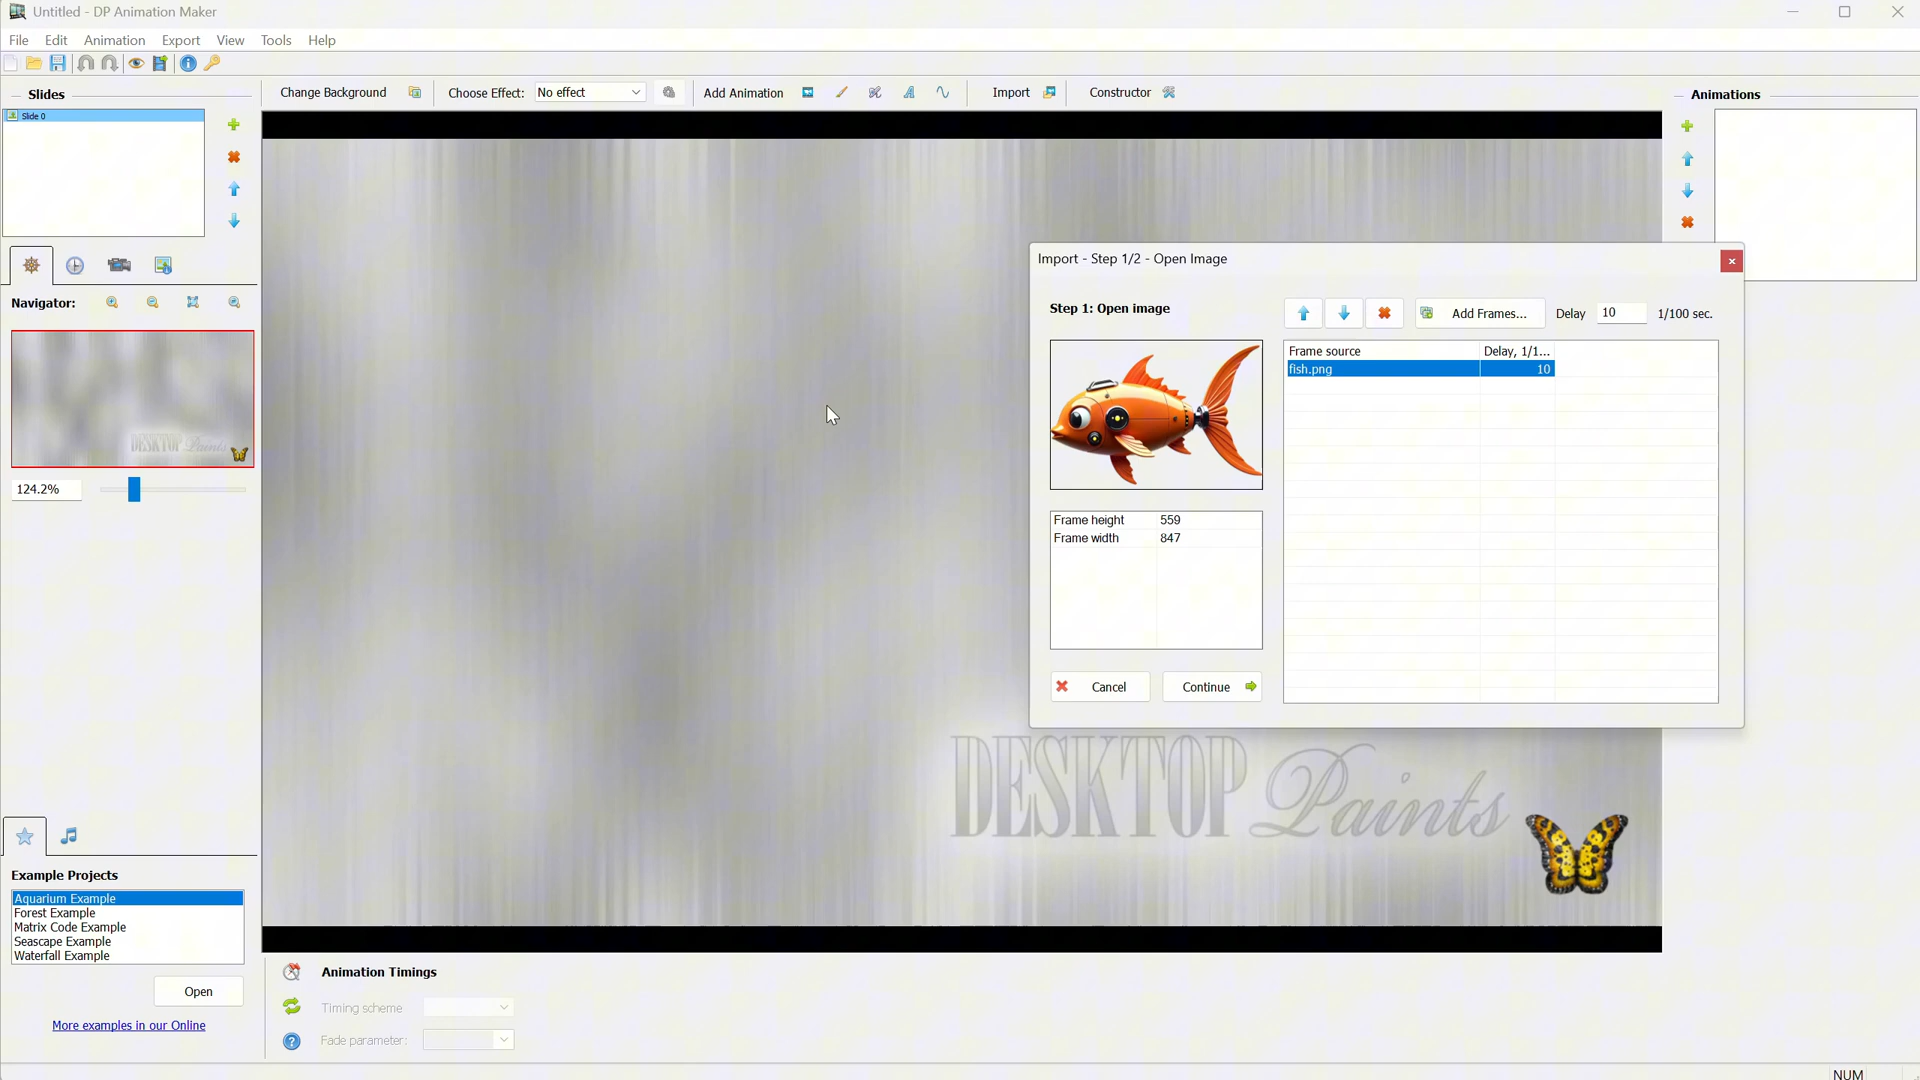 Untitled - DP Animation Maker
File Edit Animation Export View Tools Help
Slides
Change Background
Choose Effect: No effect
Add Animation
Import
Constructor
Animations
Slide 0
Import - Step 1/2 - Open Image
Navigator:
Step 1: Open image
Add Frames...
Delay 10 1/100 sec.
Frame source Delay, 1/1...
fish.png 10
124.2%
Frame height 559
Frame width 847
Cancel
Continue
DESKTOP Paints
DESKTOP Paints
Example Projects
Aquarium Example
Forest Example
Matrix Code Example
Seascape Example
Waterfall Example
Open
More examples in our Online
Animation Timings
Timing scheme
Fade parameter:
NUM